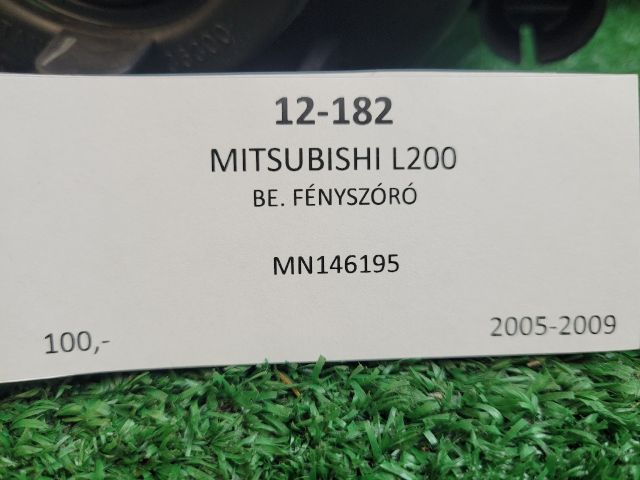 12-182
MITSUBISHI L200
BE. FÉNYSZÓRÓ
MN146195
100,-
2005-2009